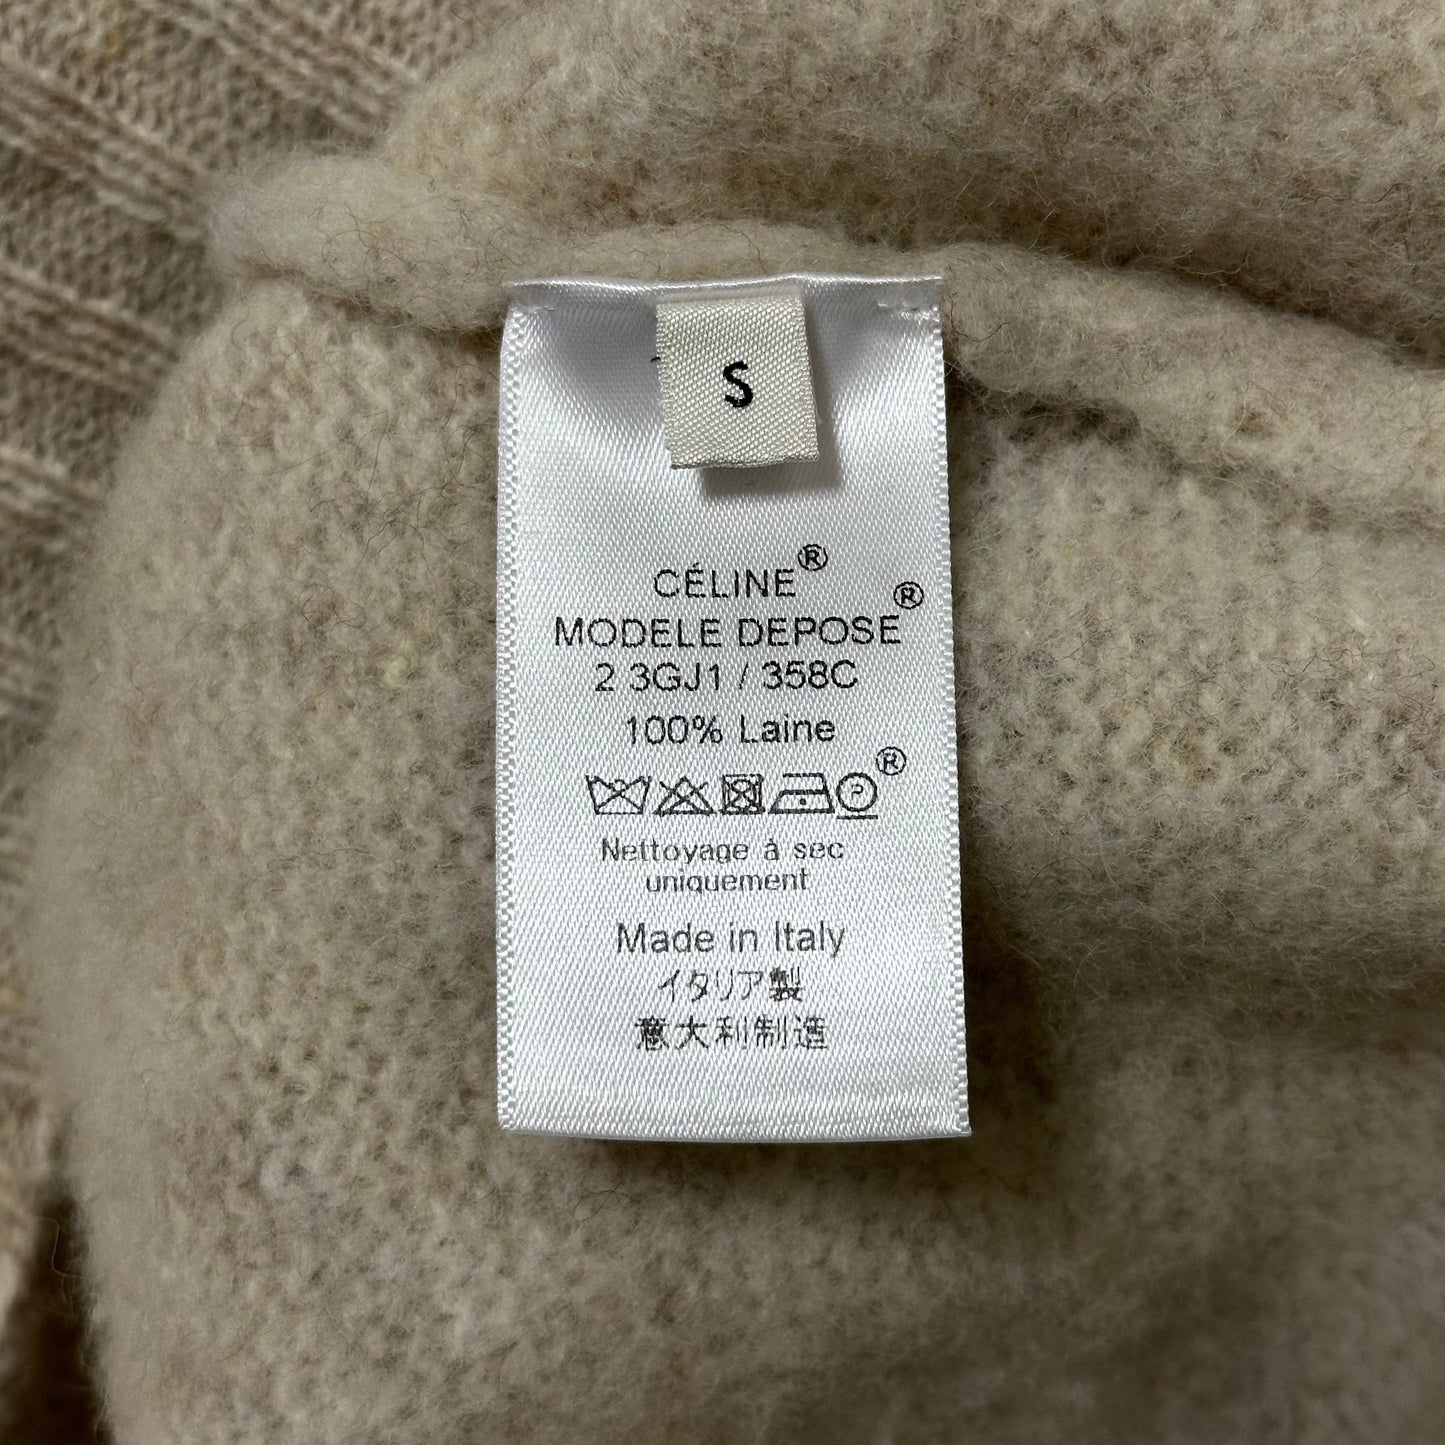 S
CÉLINE®
MODELE DEPOSE®
2 3GJ1 / 358C
100% Laine
P ®
Nettoyage à sec
uniquement
Made in Italy
イタリア製
意大利制造